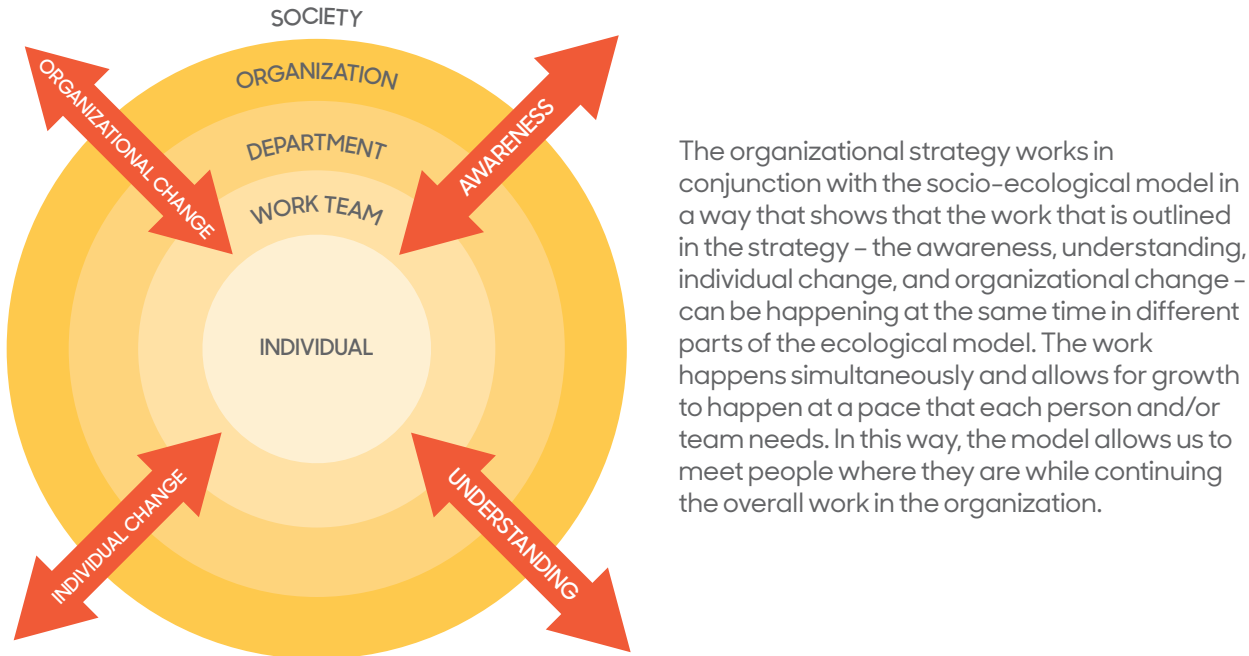 SOCIETY
ORGANIZATION
DEPARTMENT
WORK TEAM
INDIVIDUAL
ORGANIZATIONAL CHANGE
AWARENESS
INDIVIDUAL CHANGE
UNDERSTANDING
The organizational strategy works in
conjunction with the socio-ecological model in
a way that shows that the work that is outlined
in the strategy – the awareness, understanding,
individual change, and organizational change –
can be happening at the same time in different
parts of the ecological model. The work
happens simultaneously and allows for growth
to happen at a pace that each person and/or
team needs. In this way, the model allows us to
meet people where they are while continuing
the overall work in the organization.